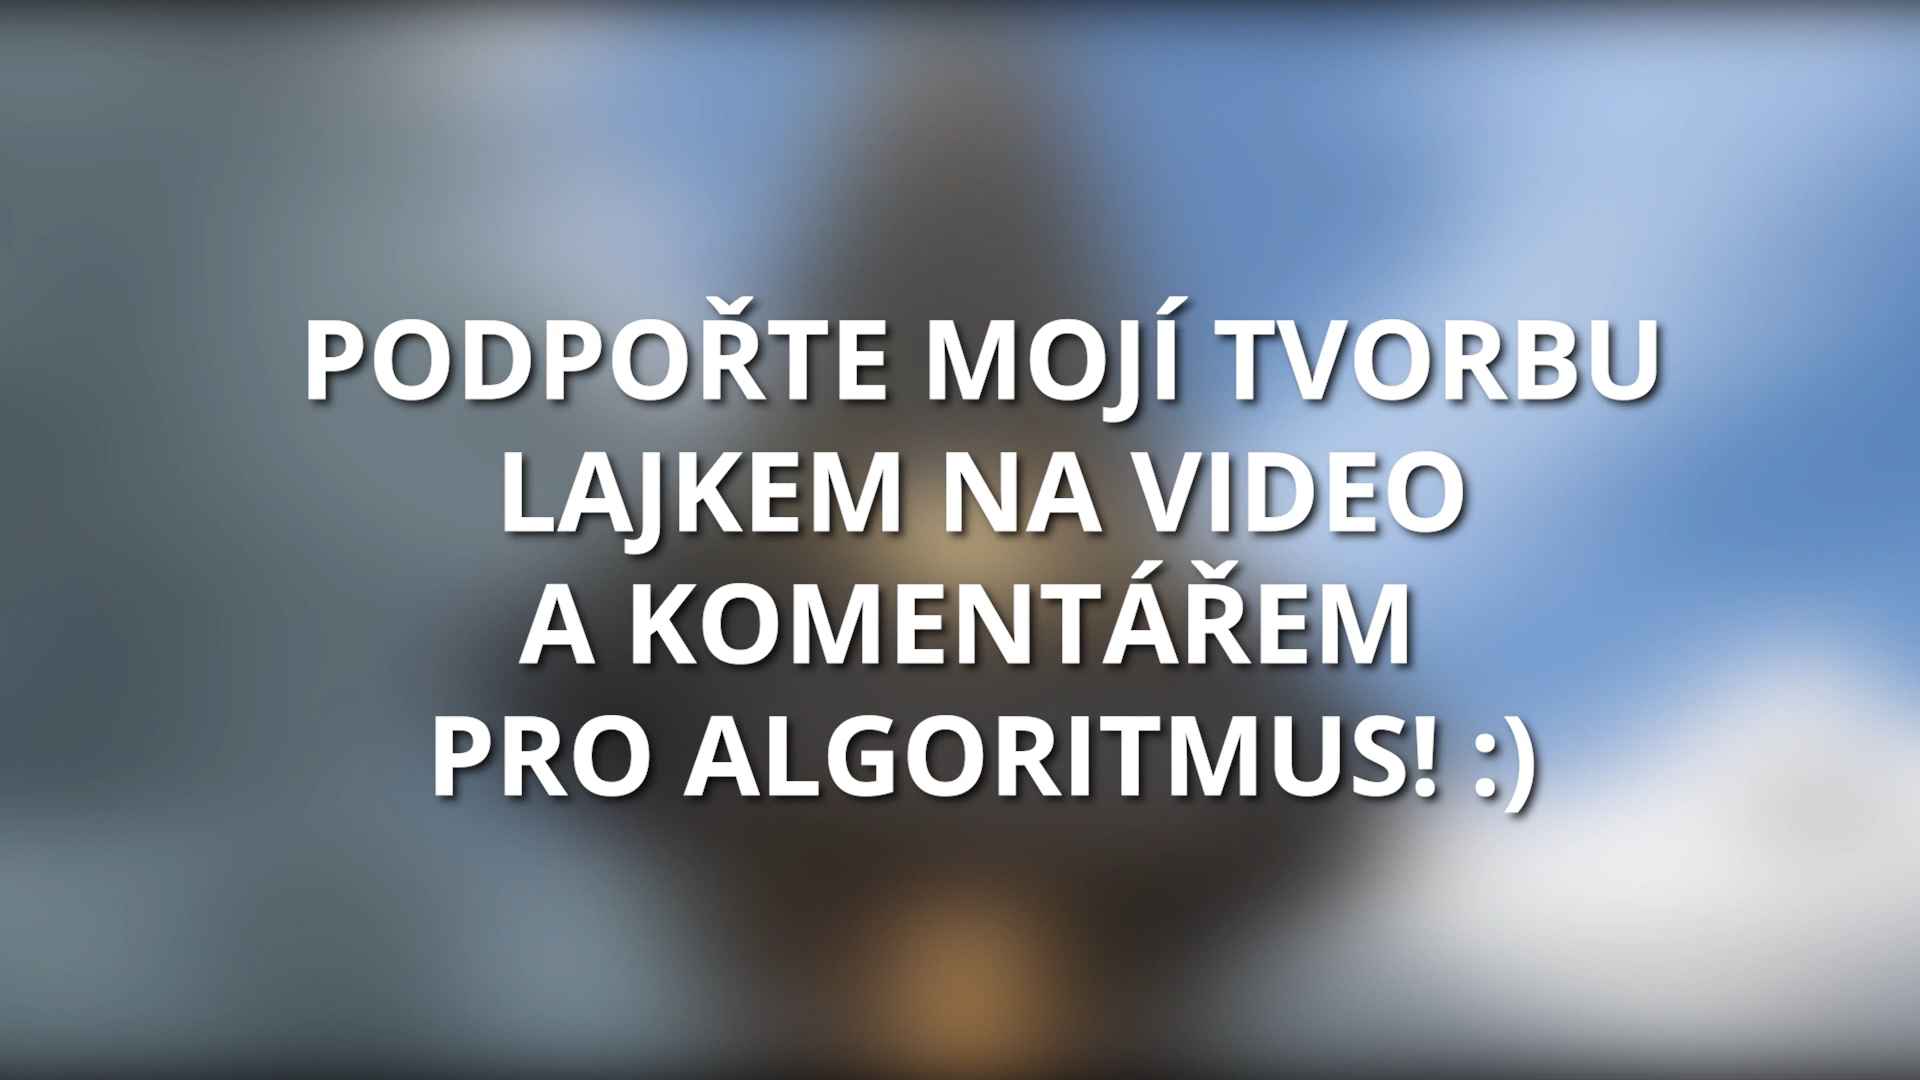 PODPOŘTE MOJÍ TVORBU
LAJKEM NA VIDEO
A KOMENTÁŘEM
PRO ALGORITMUS! :)